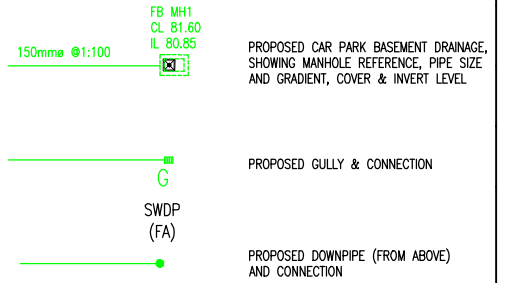 FB MH1
CL 81.60
IL 80.85
150mmø @1:100
PROPOSED CAR PARK BASEMENT DRAINAGE,
SHOWING MANHOLE REFERENCE, PIPE SIZE
AND GRADIENT, COVER & INVERT LEVEL
G
PROPOSED GULLY & CONNECTION
SWDP
(FA)
PROPOSED DOWNPIPE (FROM ABOVE)
AND CONNECTION